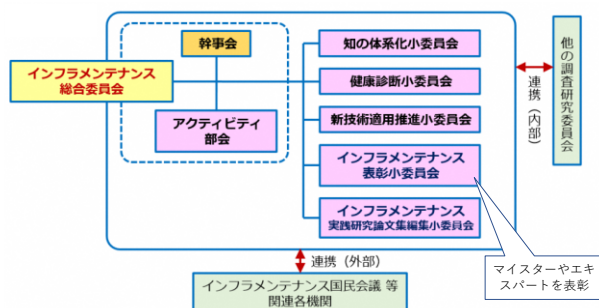 幹事会
インフラメンテナンス
総合委員会
アクティビティ
部会
知の体系化小委員会
健康診断小委員会
新技術適用推進小委員会
インフラメンテナンス
表彰小委員会
インフラメンテナンス
実践研究論文集編集小委員会
連携（内部）
他の調査研究委員会
マイスターやエキ
スパートを表彰
連携（外部）
インフラメンテナンス国民会議 等
関連各機関